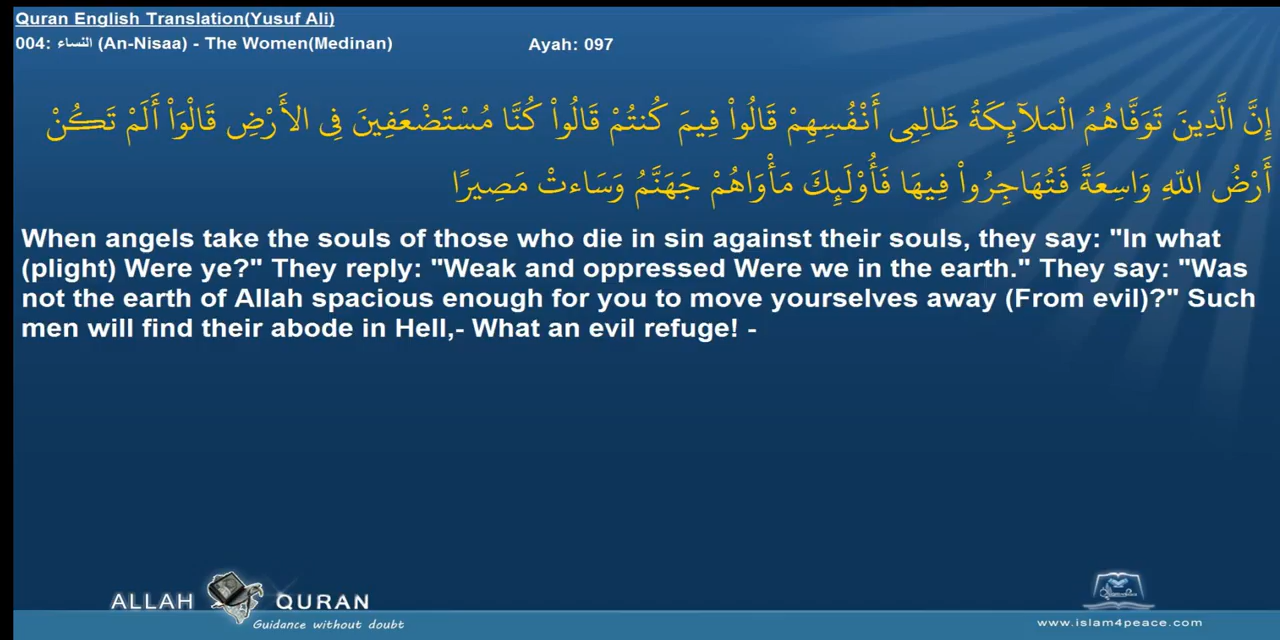 Quran English Translation(Yusuf Ali)
004: النساء (An-Nisaa) - The Women(Medinan) Ayah: 097
إِنَّ الَّذِينَ تَوَفَّاهُمُ الْمَلآئِكَةُ ظَالِمِى أَنْفُسِهِمْ قَالُواْ فِيمَ كُنتُمْ قَالُواْ كُنَّا مُسْتَضْعَفِينَ فِى الأَرْضِ قَالْوَاْ أَلَمْ تَكُنْ
أَرْضُ اللّهِ وَاسِعَةً فَتُهَاجِرُواْ فِيهَا فَأُوْلَئِكَ مَأْوَاهُمْ جَهَنَّمُ وَسَاءتْ مَصِيرًا
When angels take the souls of those who die in sin against their souls, they say: "In what
(plight) Were ye?" They reply: "Weak and oppressed Were we in the earth." They say: "Was
not the earth of Allah spacious enough for you to move yourselves away (From evil)?" Such
men will find their abode in Hell,- What an evil refuge! -
ALLAH QURAN
Guidance without doubt
www.islam4peace.com